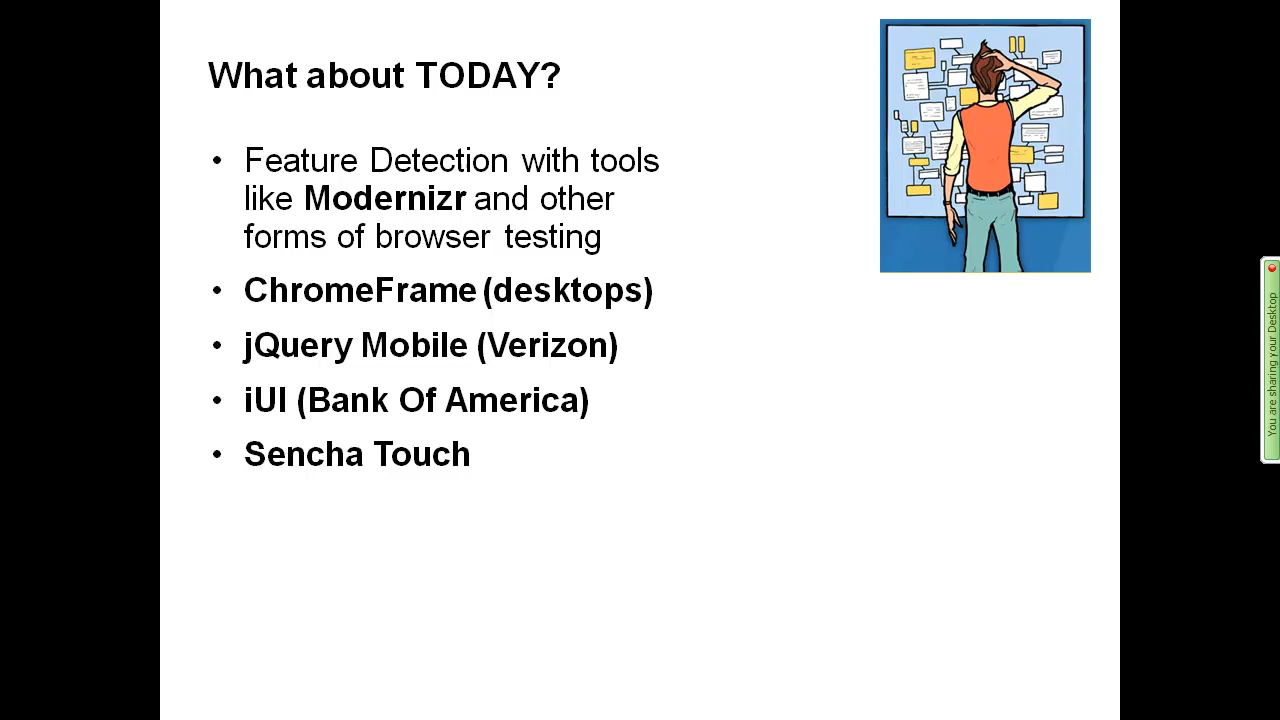 What about TODAY?
• Feature Detection with tools
like Modernizr and other
forms of browser testing
• ChromeFrame (desktops)
• jQuery Mobile (Verizon)
• iUI (Bank Of America)
• Sencha Touch
You are sharing your Desktop